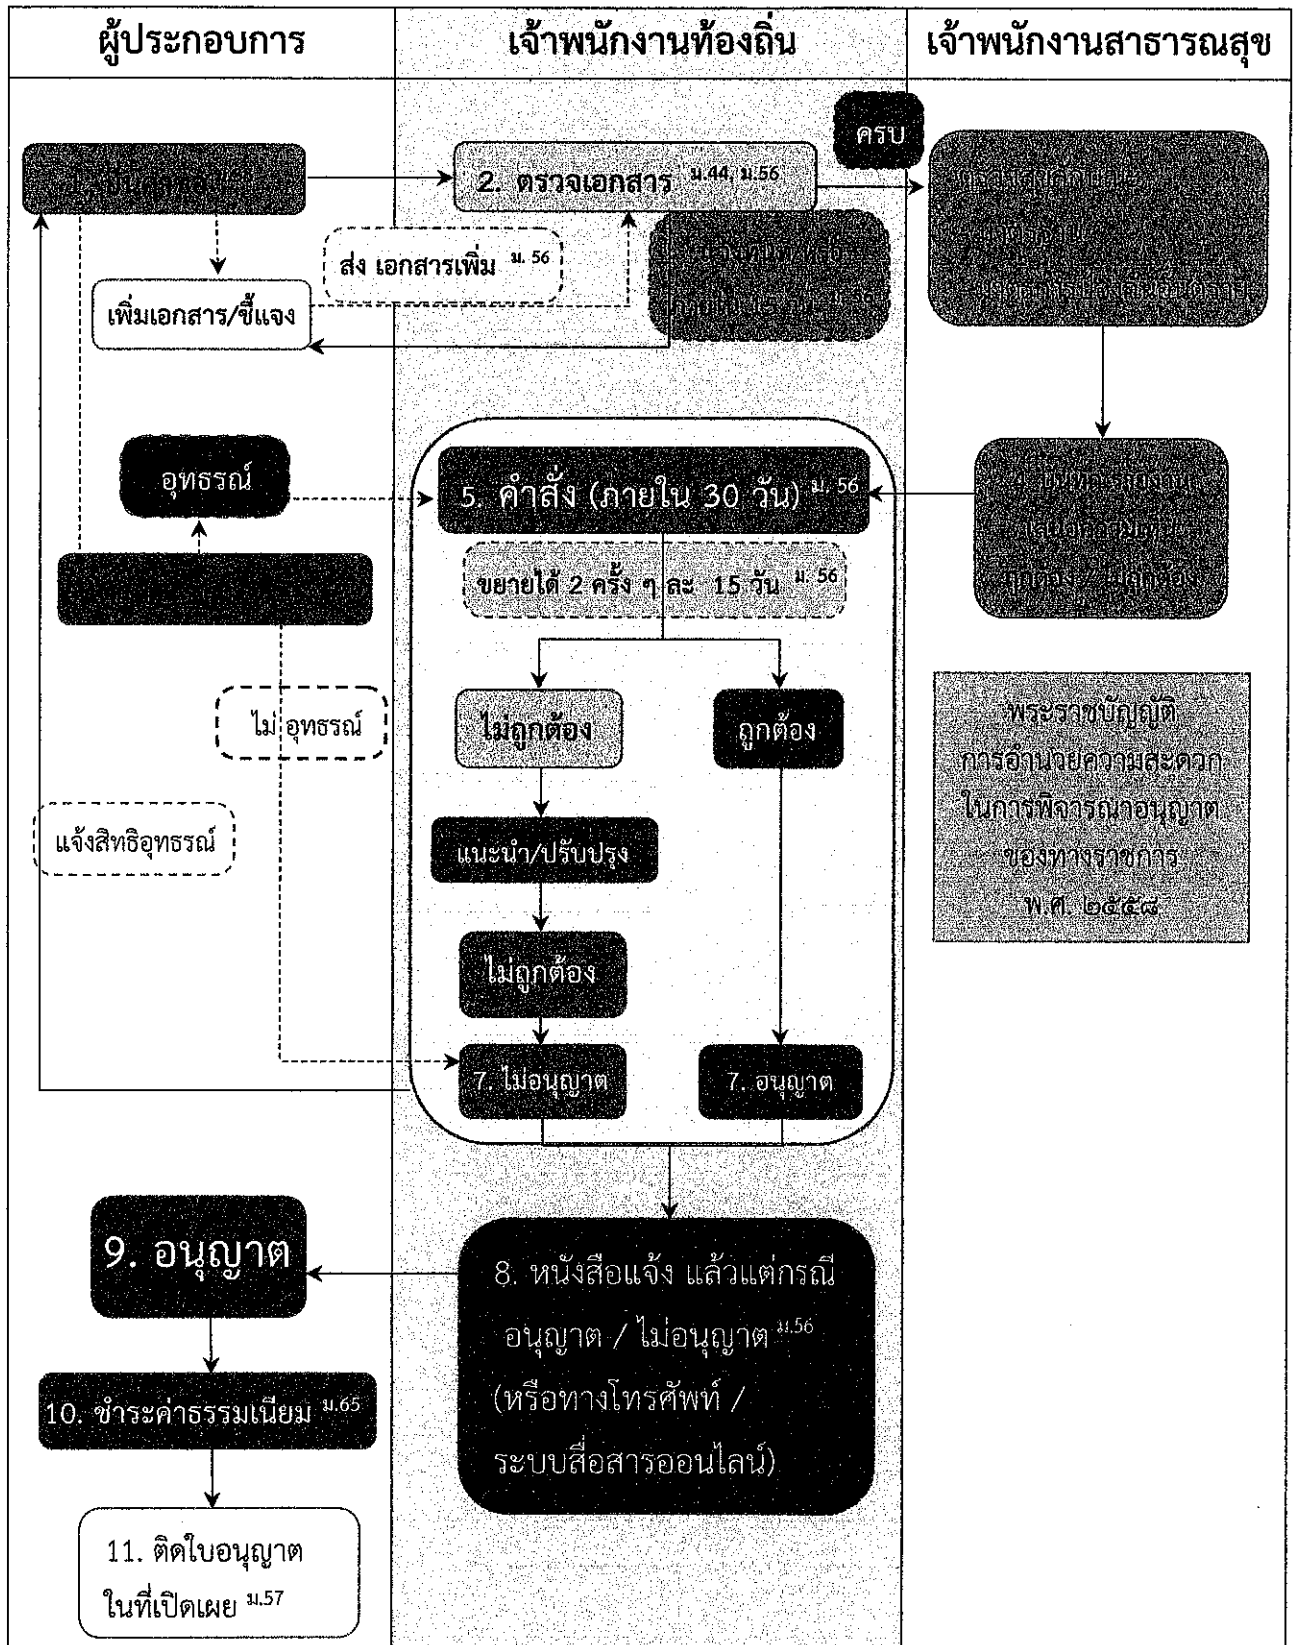 ผู้ประกอบการ
เจ้าพนักงานท้องถิ่น
เจ้าพนักงานสาธารณสุข
ครบ
2. ตรวจเอกสาร ม.44, ม.56
ส่ง เอกสารเพิ่ม ม. 56
เพิ่มเอกสาร/ชี้แจง
อุทธรณ์
5. คำสั่ง (ภายใน 30 วัน) ม 56
ขยายได้ 2 ครั้ง ๆ ละ 15 วัน ม. 56
ถูกต้อง / ไม่ถูกต้อง
ไม่ อุทธรณ์
ไม่ถูกต้อง
ถูกต้อง
พระราชบัญญัติ
การอำนวยความสะดวก
ในการพิจารณาอนุญาต
ของทางราชการ
พ.ศ. ๒๕๕๘
แจ้งสิทธิอุทธรณ์
แนะนำ/ปรับปรุง
ไม่ถูกต้อง
7. ไม่อนุญาต
7. อนุญาต
9. อนุญาต
8. หนังสือแจ้ง แล้วแต่กรณี
อนุญาต / ไม่อนุญาต ม.56
(หรือทางโทรศัพท์ /
ระบบสื่อสารออนไลน์)
10. ชำระค่าธรรมเนียม ม.65
11. ติดใบอนุญาต
ในที่เปิดเผย ม.57